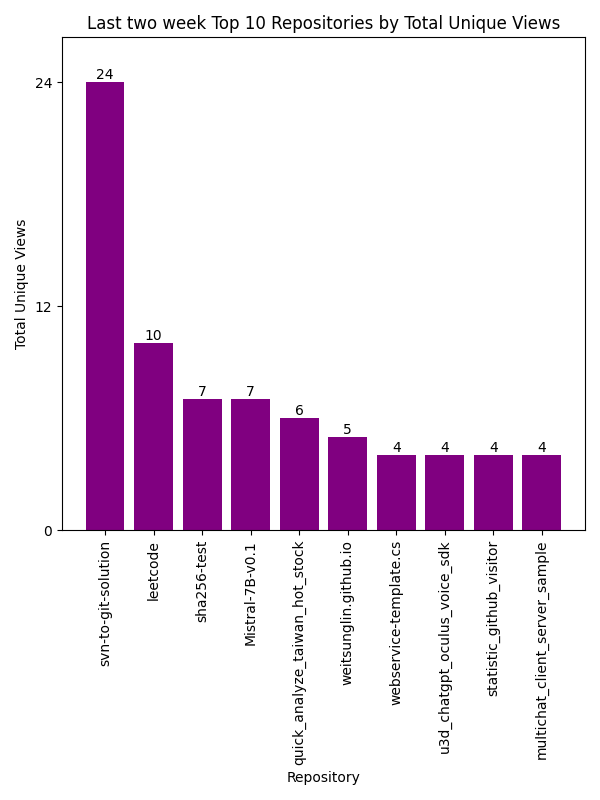 Last two week Top 10 Repositories by Total Unique Views
Total Unique Views
24
12
0
24
10
7
7
6
5
4
4
4
4
svn-to-git-solution
leetcode
sha256-test
Mistral-7B-v0.1
quick_analyze_taiwan_hot_stock
weitsunglin.github.io
webservice-template.cs
u3d_chatgpt_oculus_voice_sdk
statistic_github_visitor
multichat_client_server_sample
Repository